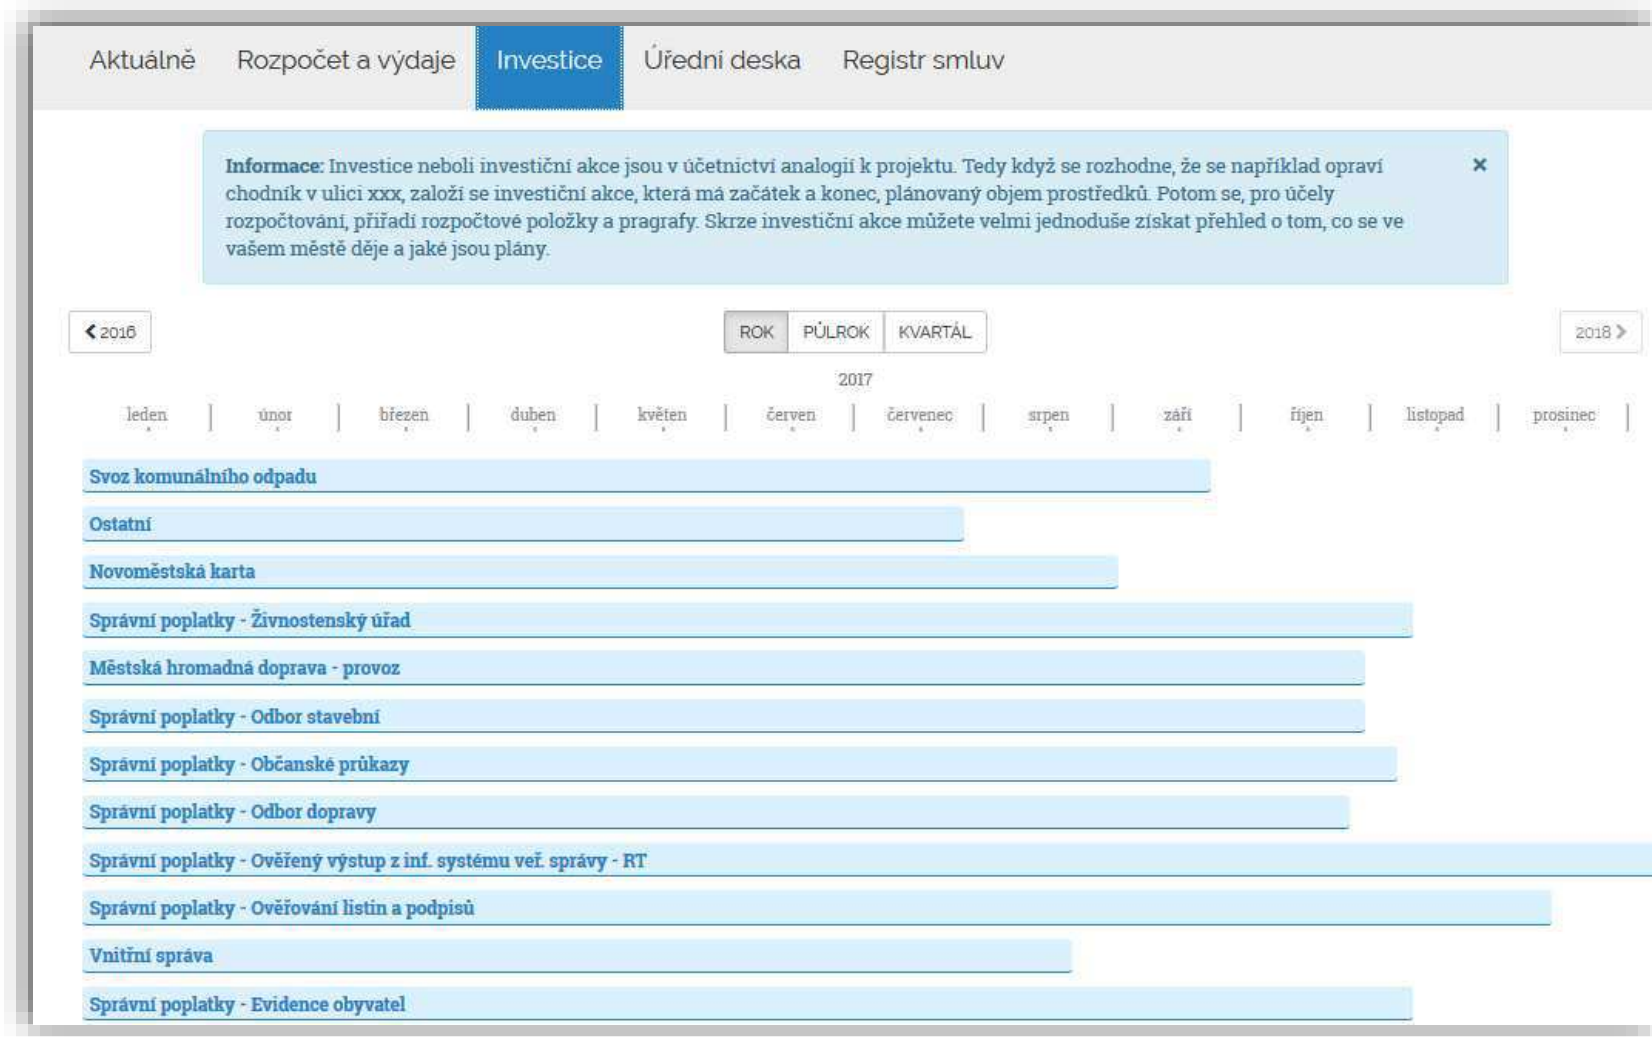 Aktuálně Rozpočet a výdaje Investice Úřední deska Registr smluv
Informace: Investice neboli investiční akce jsou v účetnictví analogií k projektu. Tedy když se rozhodne, že se například opraví
chodník v ulici xxx, založí se investiční akce, která má začátek a konec, plánovaný objem prostředků. Potom se, pro účely
rozpočtování, přiřadí rozpočtové položky a pragrafy. Skrze investiční akce můžete velmi jednoduše získat přehled o tom, co se ve
vašem městě děje a jaké jsou plány.
2016 ROK PŮLROK KVARTÁL 2018
2017
leden únor březen duben květen červen červenec srpen září říjen listopad prosinec
Svoz komunálního odpadu
Ostatní
Novoměstská karta
Správní poplatky - Živnostenský úřad
Městská hromadná doprava - provoz
Správní poplatky - Odbor stavební
Správní poplatky - Občanské průkazy
Správní poplatky - Odbor dopravy
Správní poplatky - Ověřený výstup z inf. systému veř. správy - RT
Správní poplatky - Ověřování listin a podpisů
Vnitřní správa
Správní poplatky - Evidence obyvatel